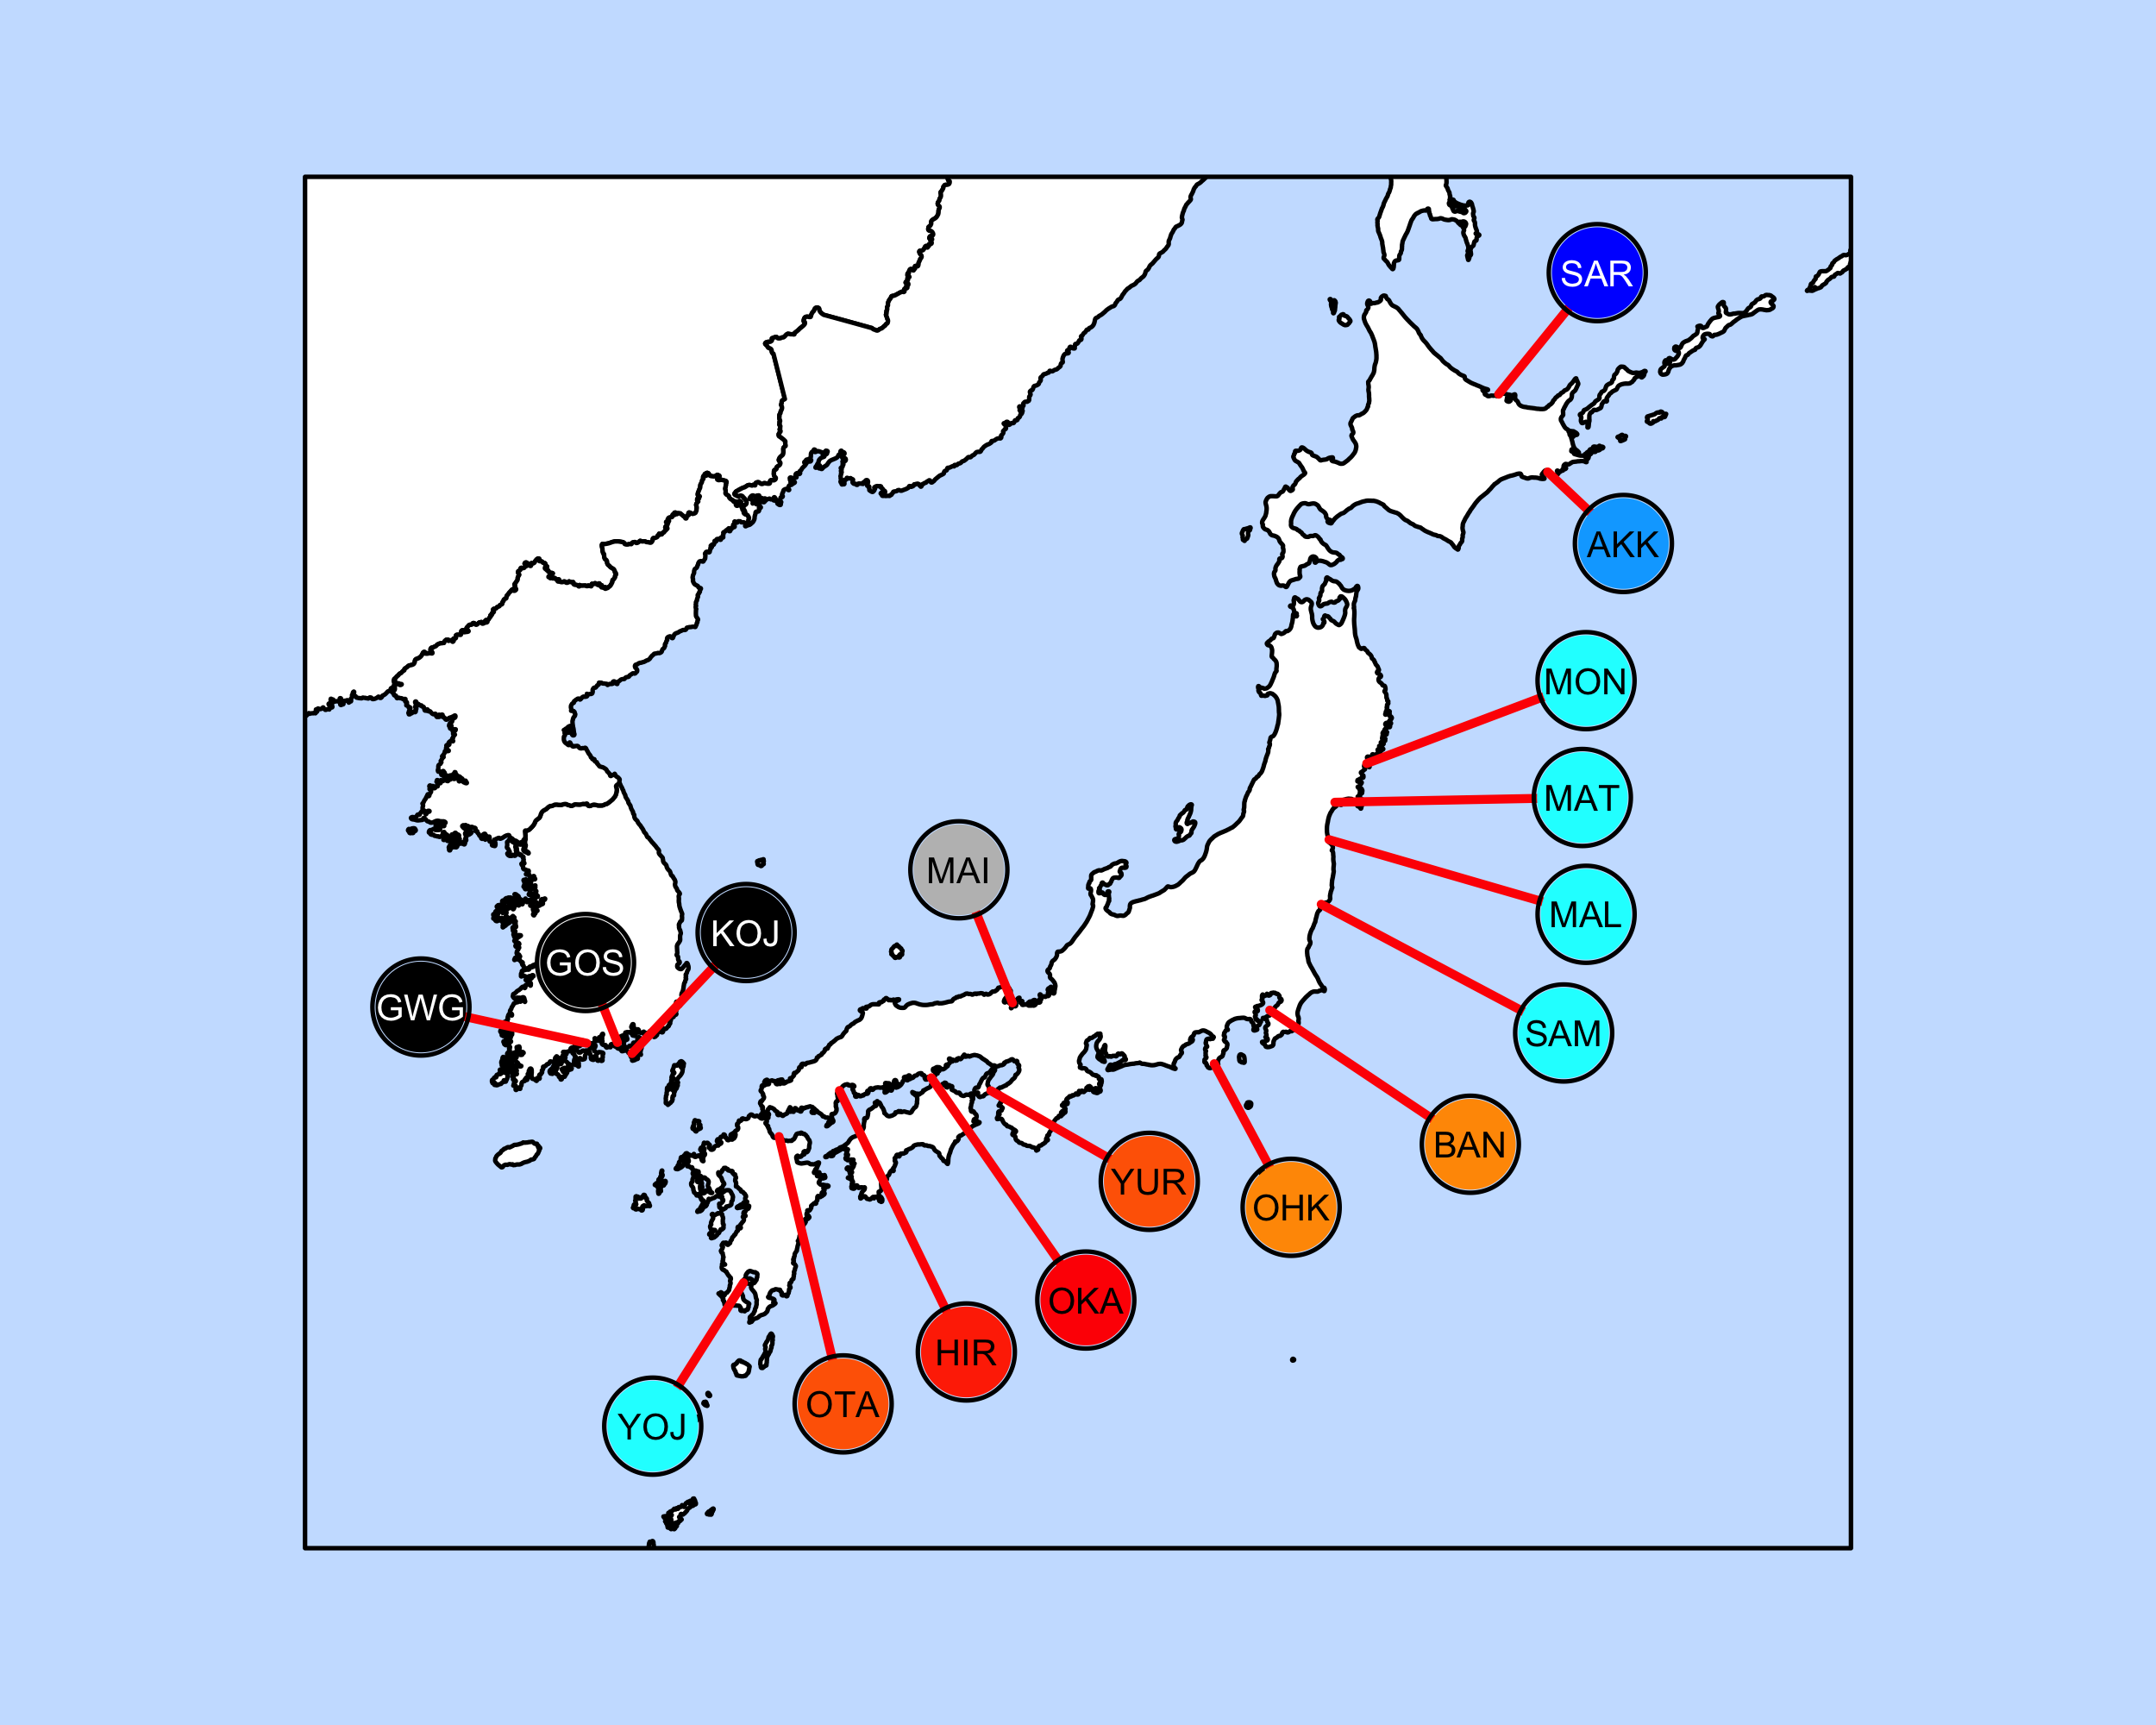 SAR
AKK
MON
MAT
MAI
MAL
KOJ
GOS
GWG
SAM
BAN
YUR
OHK
OKA
HIR
OTA
YOJ